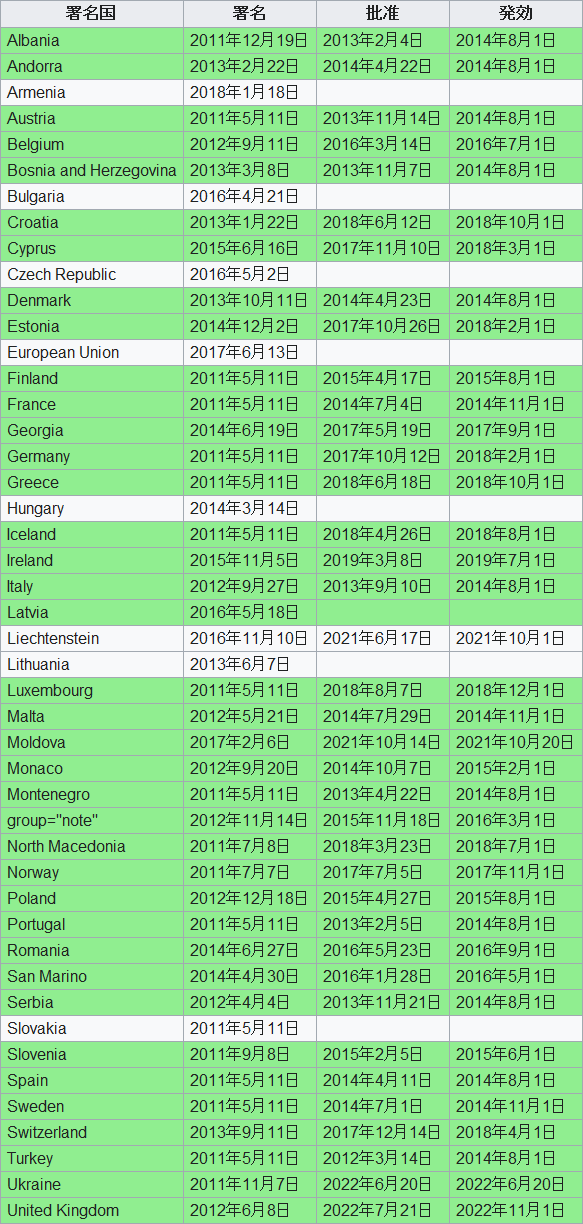 署名国 署名 批准 発効
Albania 2011年12月19日 2013年2月4日 2014年8月1日
Andorra 2013年2月22日 2014年4月22日 2014年8月1日
Armenia 2018年1月18日
Austria 2011年5月11日 2013年11月14日 2014年8月1日
Belgium 2012年9月11日 2016年3月14日 2016年7月1日
Bosnia and Herzegovina 2013年3月8日 2013年11月7日 2014年8月1日
Bulgaria 2016年4月21日
Croatia 2013年1月22日 2018年6月12日 2018年10月1日
Cyprus 2015年6月16日 2017年11月10日 2018年3月1日
Czech Republic 2016年5月2日
Denmark 2013年10月11日 2014年4月23日 2014年8月1日
Estonia 2014年12月2日 2017年10月26日 2018年2月1日
European Union 2017年6月13日
Finland 2011年5月11日 2015年4月17日 2015年8月1日
France 2011年5月11日 2014年7月4日 2014年11月1日
Georgia 2014年6月19日 2017年5月19日 2017年9月1日
Germany 2011年5月11日 2017年10月12日 2018年2月1日
Greece 2011年5月11日 2018年6月18日 2018年10月1日
Hungary 2014年3月14日
Iceland 2011年5月11日 2018年4月26日 2018年8月1日
Ireland 2015年11月5日 2019年3月8日 2019年7月1日
Italy 2012年9月27日 2013年9月10日 2014年8月1日
Latvia 2016年5月18日
Liechtenstein 2016年11月10日 2021年6月17日 2021年10月1日
Lithuania 2013年6月7日
Luxembourg 2011年5月11日 2018年8月7日 2018年12月1日
Malta 2012年5月21日 2014年7月29日 2014年11月1日
Moldova 2017年2月6日 2021年10月14日 2021年10月20日
Monaco 2012年9月20日 2014年10月7日 2015年2月1日
Montenegro 2011年5月11日 2013年4月22日 2014年8月1日
group="note" 2012年11月14日 2015年11月18日 2016年3月1日
North Macedonia 2011年7月8日 2018年3月23日 2018年7月1日
Norway 2011年7月7日 2017年7月5日 2017年11月1日
Poland 2012年12月18日 2015年4月27日 2015年8月1日
Portugal 2011年5月11日 2013年2月5日 2014年8月1日
Romania 2014年6月27日 2016年5月23日 2016年9月1日
San Marino 2014年4月30日 2016年1月28日 2016年5月1日
Serbia 2012年4月4日 2013年11月21日 2014年8月1日
Slovakia 2011年5月11日
Slovenia 2011年9月8日 2015年2月5日 2015年6月1日
Spain 2011年5月11日 2014年4月11日 2014年8月1日
Sweden 2011年5月11日 2014年7月1日 2014年11月1日
Switzerland 2013年9月11日 2017年12月14日 2018年4月1日
Turkey 2011年5月11日 2012年3月14日 2014年8月1日
Ukraine 2011年11月7日 2022年6月20日 2022年6月20日
United Kingdom 2012年6月8日 2022年7月21日 2022年11月1日